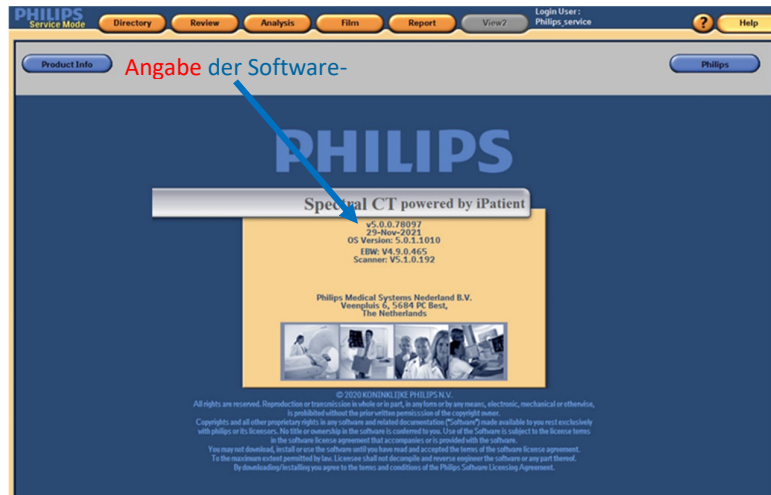 PHILIPS
Service Mode
Directory
Review
Analysis
Film
Report
View2
Login User :
Philips_service
?
Help
Product Info
Angabe der Software-
Philips
PHILIPS
Spectral CT powered by iPatient
v5.0.0.78097
29-Nov-2021
OS Version: 5.0.1.1010
EBW: V4.9.0.465
Scanner: V5.1.0.192
Philips Medical Systems Nederland B.V.
Veenpluis 6, 5684 PC Best,
The Netherlands
© 2020 KONINKLIJKE PHILIPS N.V.
All rights are reserved. Reproduction or transmission in whole or in part, in any form or by any means, electronic, mechanical or otherwise,
is prohibited without the prior written permisssion of the copyright owner.
Copyrights and all other proprietary rights in any software and related documentation ("Software") made available to you rest exclusively
with philips or its licensors. No title or ownership in the software is conferred to you. Use of the Software is subject to the license terms
in the software license agreement that accompanies or is provided with the software.
You may not download, install or use the software until you have read and accepted the terms of the software license agreement.
To the maximum extent permitted by law. Licensee shall not decompile and reverse engineer the software or any part thereof.
By downloading/installing you agree to the terms and conditions of the Philips Software Licensing Agreement.